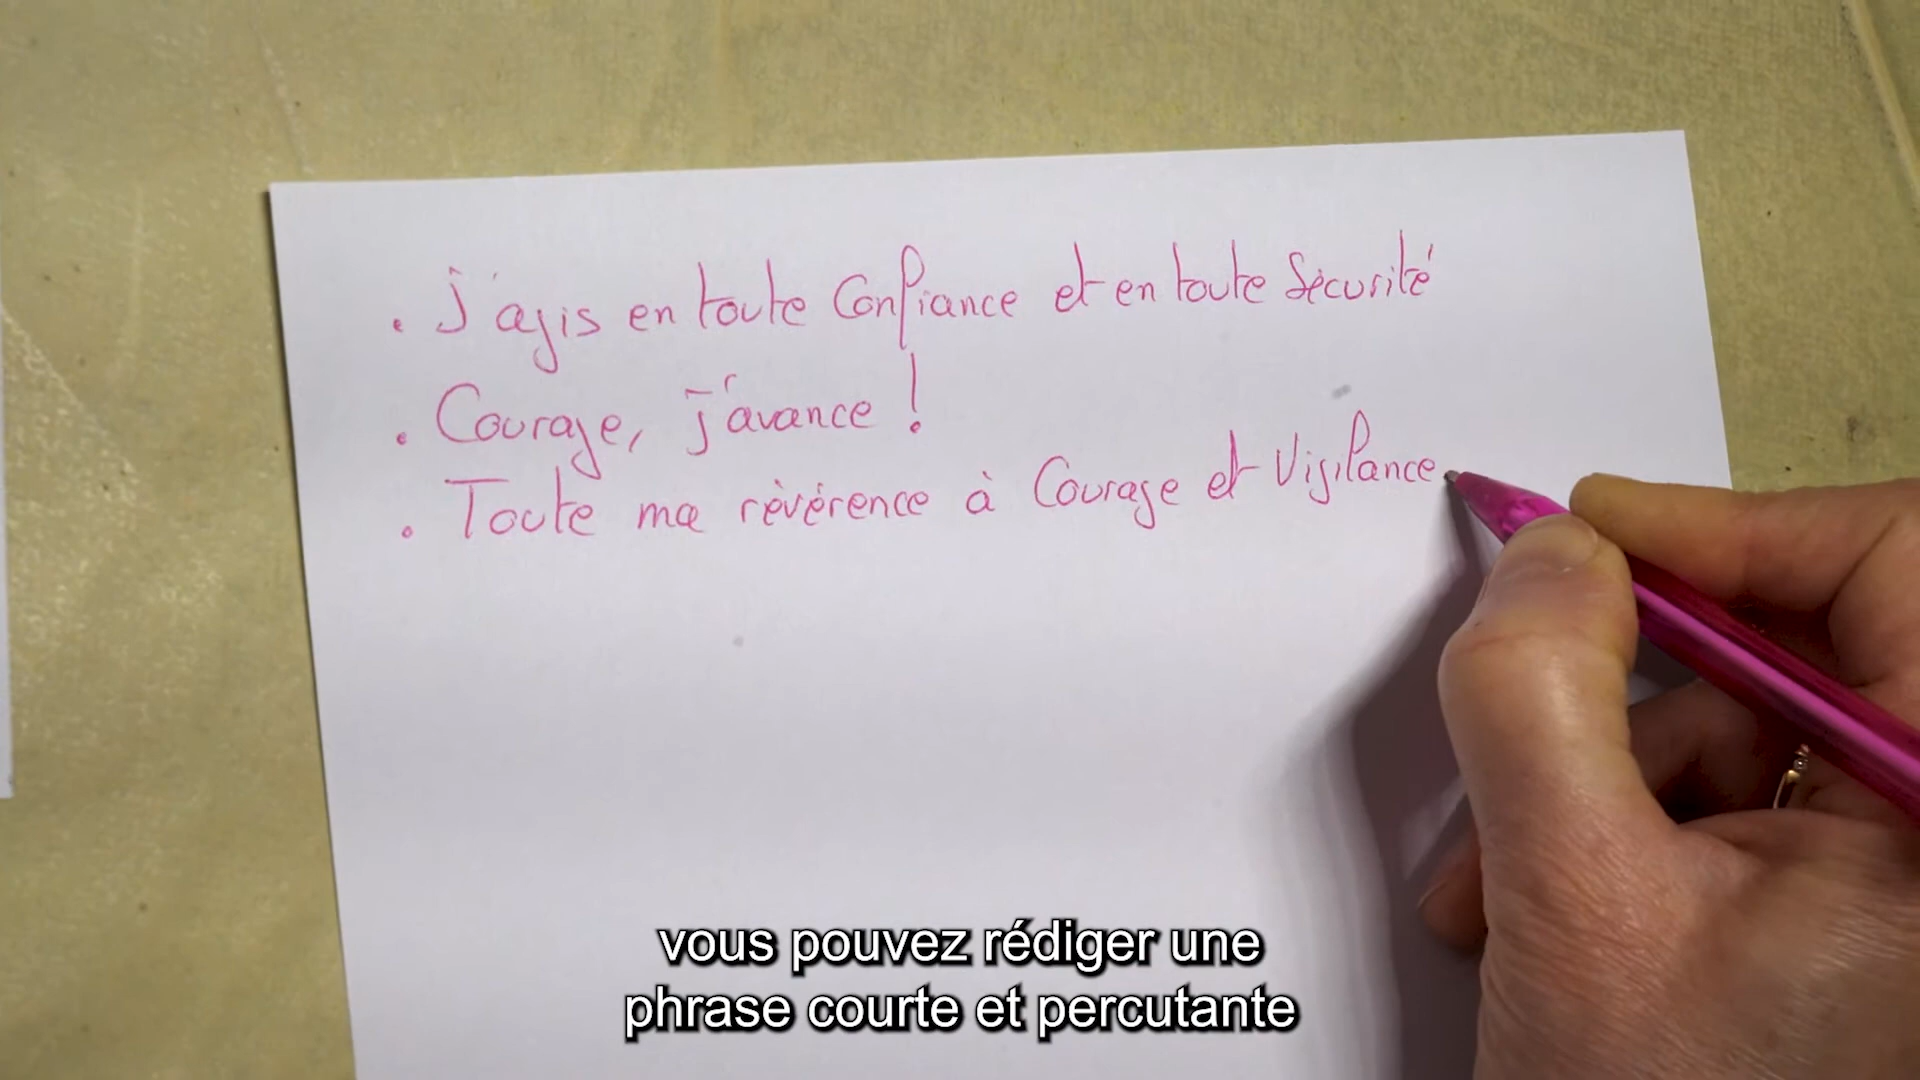 . J'agis en toute Confiance et en toute Sécurité
. Courage, j'avance !
. Toute ma révérence à Courage et Vigilance
vous pouvez rédiger une
phrase courte et percutante